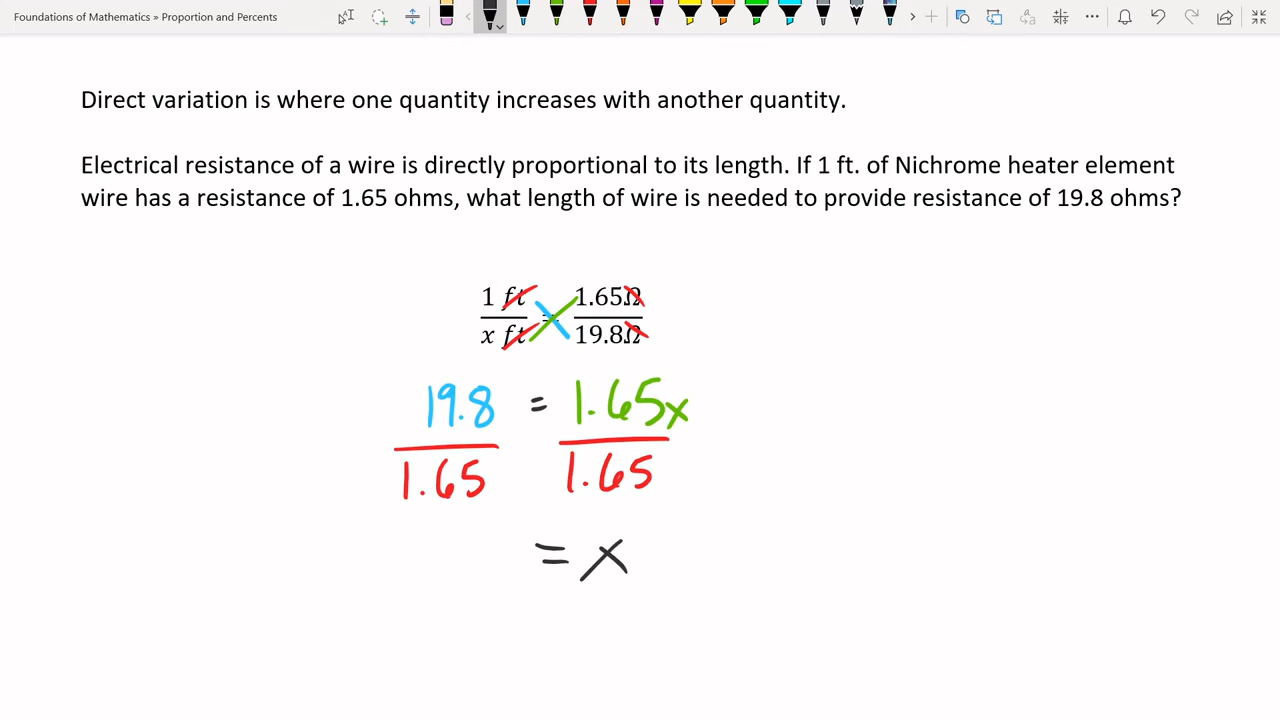 Foundations of Mathematics » Proportion and Percents
Direct variation is where one quantity increases with another quantity.
Electrical resistance of a wire is directly proportional to its length. If 1 ft. of Nichrome heater element
wire has a resistance of 1.65 ohms, what length of wire is needed to provide resistance of 19.8 ohms?
1 ft = 1.65Ω
x ft 19.8Ω
19.8 = 1.65x
1.65 1.65
= x